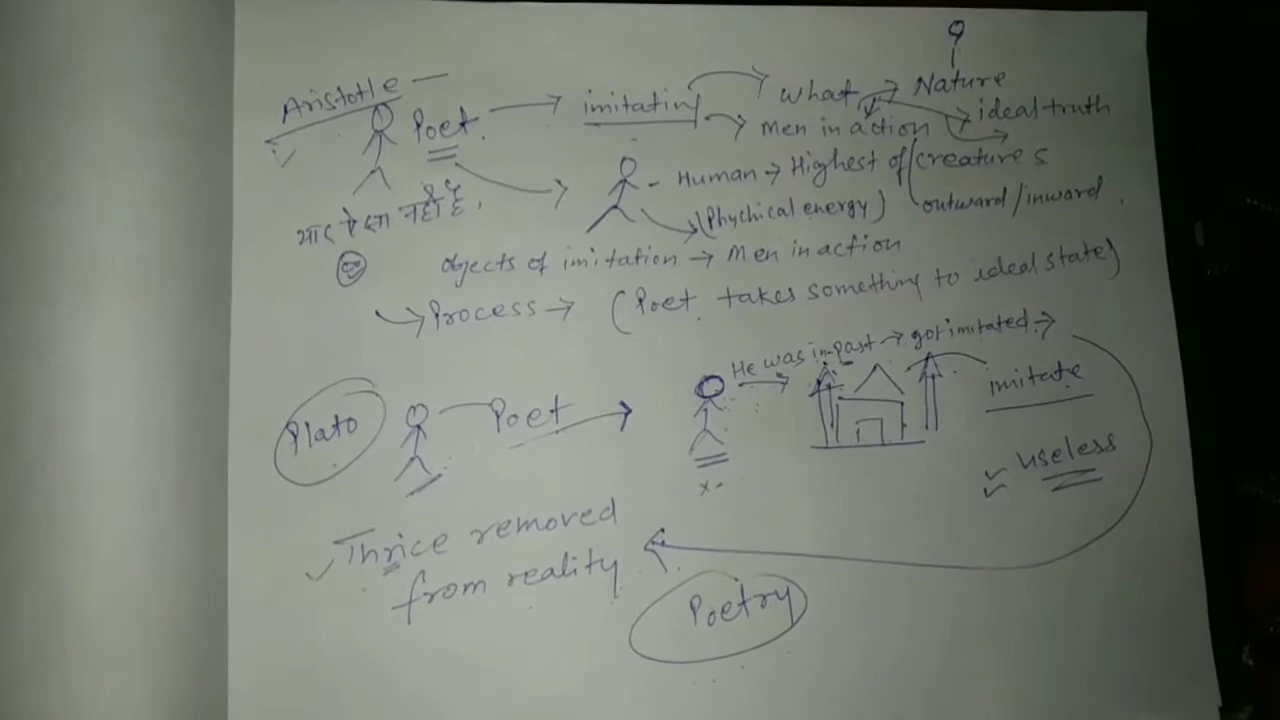 Aristotle —
Poet. → imitating → what → Nature
→ ideal truth
→ Men in action
- Human → Highest of creatures
(Phychical energy) outward/inward.
भाई ऐसा नहीं है,
objects of imitation → Men in action
→ Process → (Poet takes something to ideal state)
He was in past → got imitated →
Plato Poet → imitate
useless
Thrice removed
from reality
Poetry